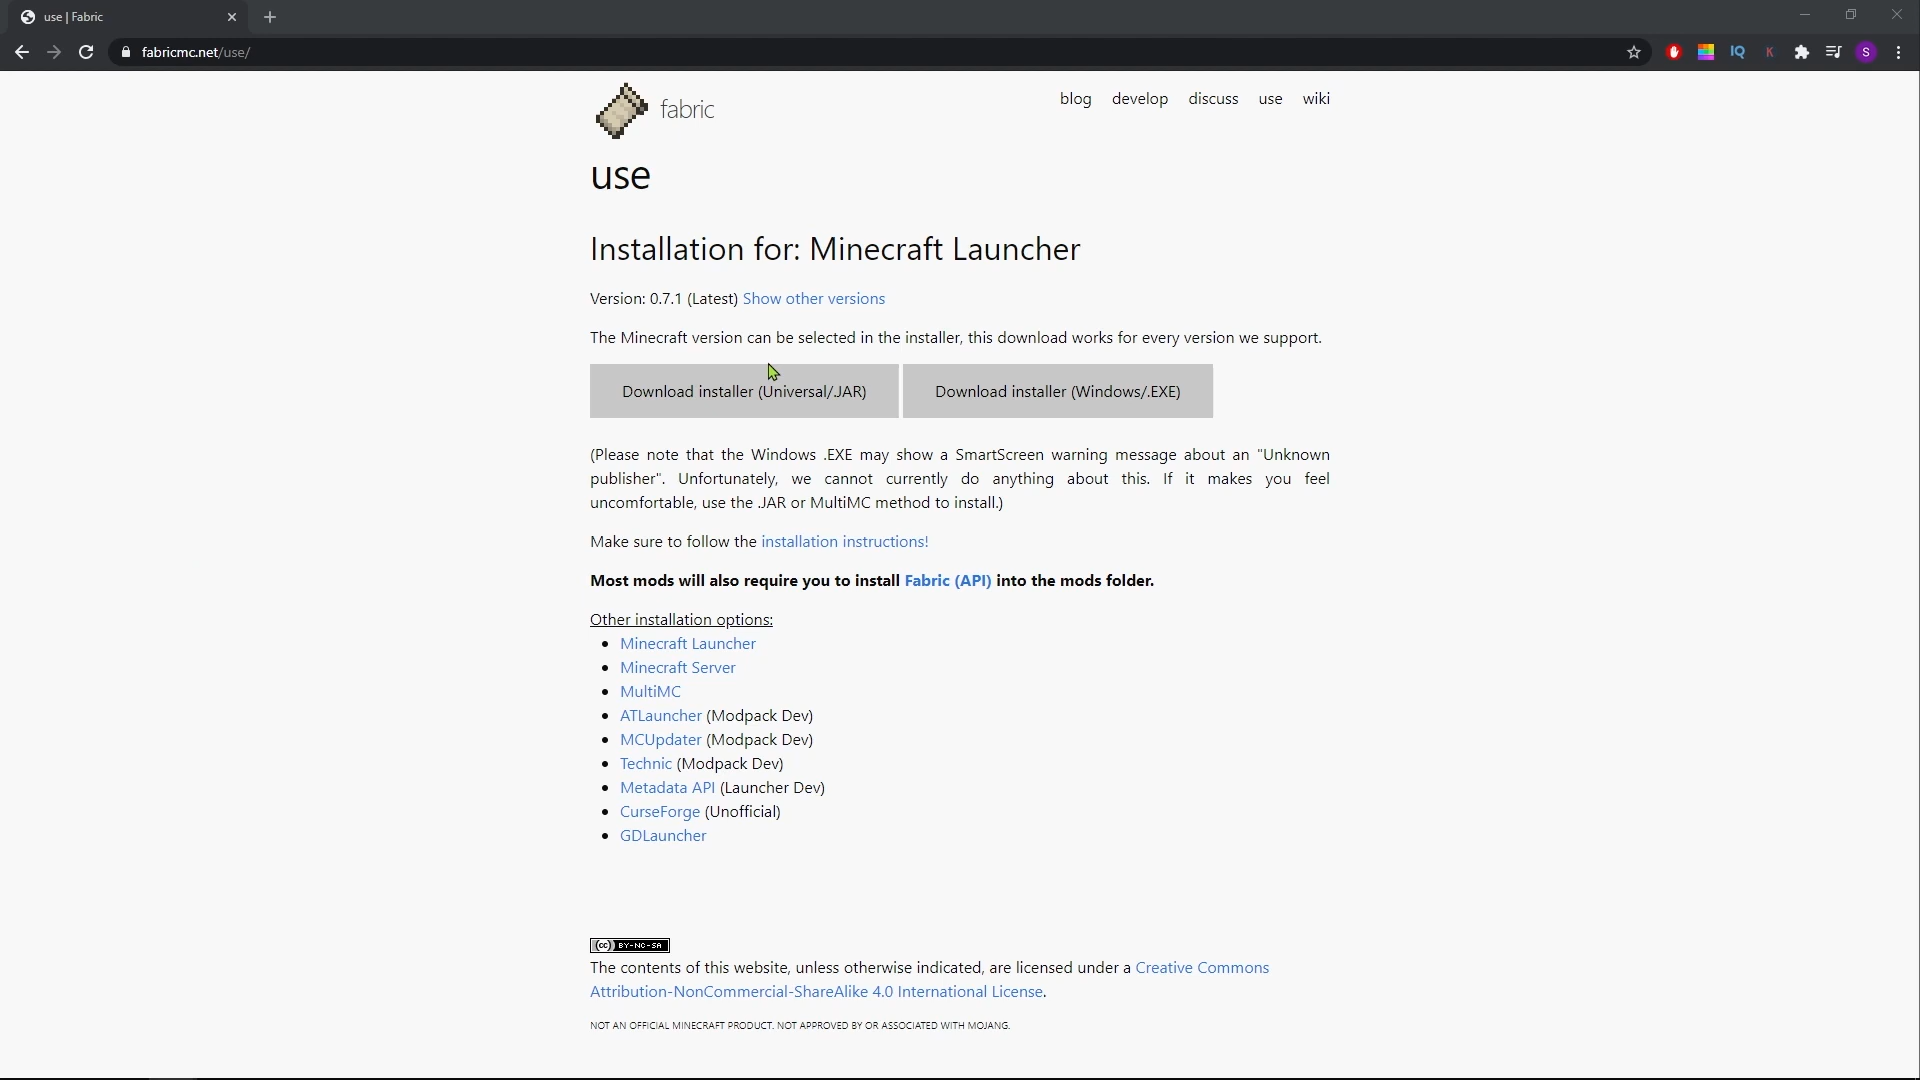 use | Fabric
fabricmc.net/use/
IQ
K
S
fabric
blog develop discuss use wiki
use
Installation for: Minecraft Launcher
Version: 0.7.1 (Latest) Show other versions
The Minecraft version can be selected in the installer, this download works for every version we support.
Download installer (Universal/.JAR) Download installer (Windows/.EXE)
(Please note that the Windows .EXE may show a SmartScreen warning message about an "Unknown
publisher". Unfortunately, we cannot currently do anything about this. If it makes you feel
uncomfortable, use the .JAR or MultiMC method to install.)
Make sure to follow the installation instructions!
Most mods will also require you to install Fabric (API) into the mods folder.
Other installation options:
Minecraft Launcher
Minecraft Server
MultiMC
ATLauncher (Modpack Dev)
MCUpdater (Modpack Dev)
Technic (Modpack Dev)
Metadata API (Launcher Dev)
CurseForge (Unofficial)
GDLauncher
(cc) BY-NC-SA
The contents of this website, unless otherwise indicated, are licensed under a Creative Commons
Attribution-NonCommercial-ShareAlike 4.0 International License.
NOT AN OFFICIAL MINECRAFT PRODUCT. NOT APPROVED BY OR ASSOCIATED WITH MOJANG.